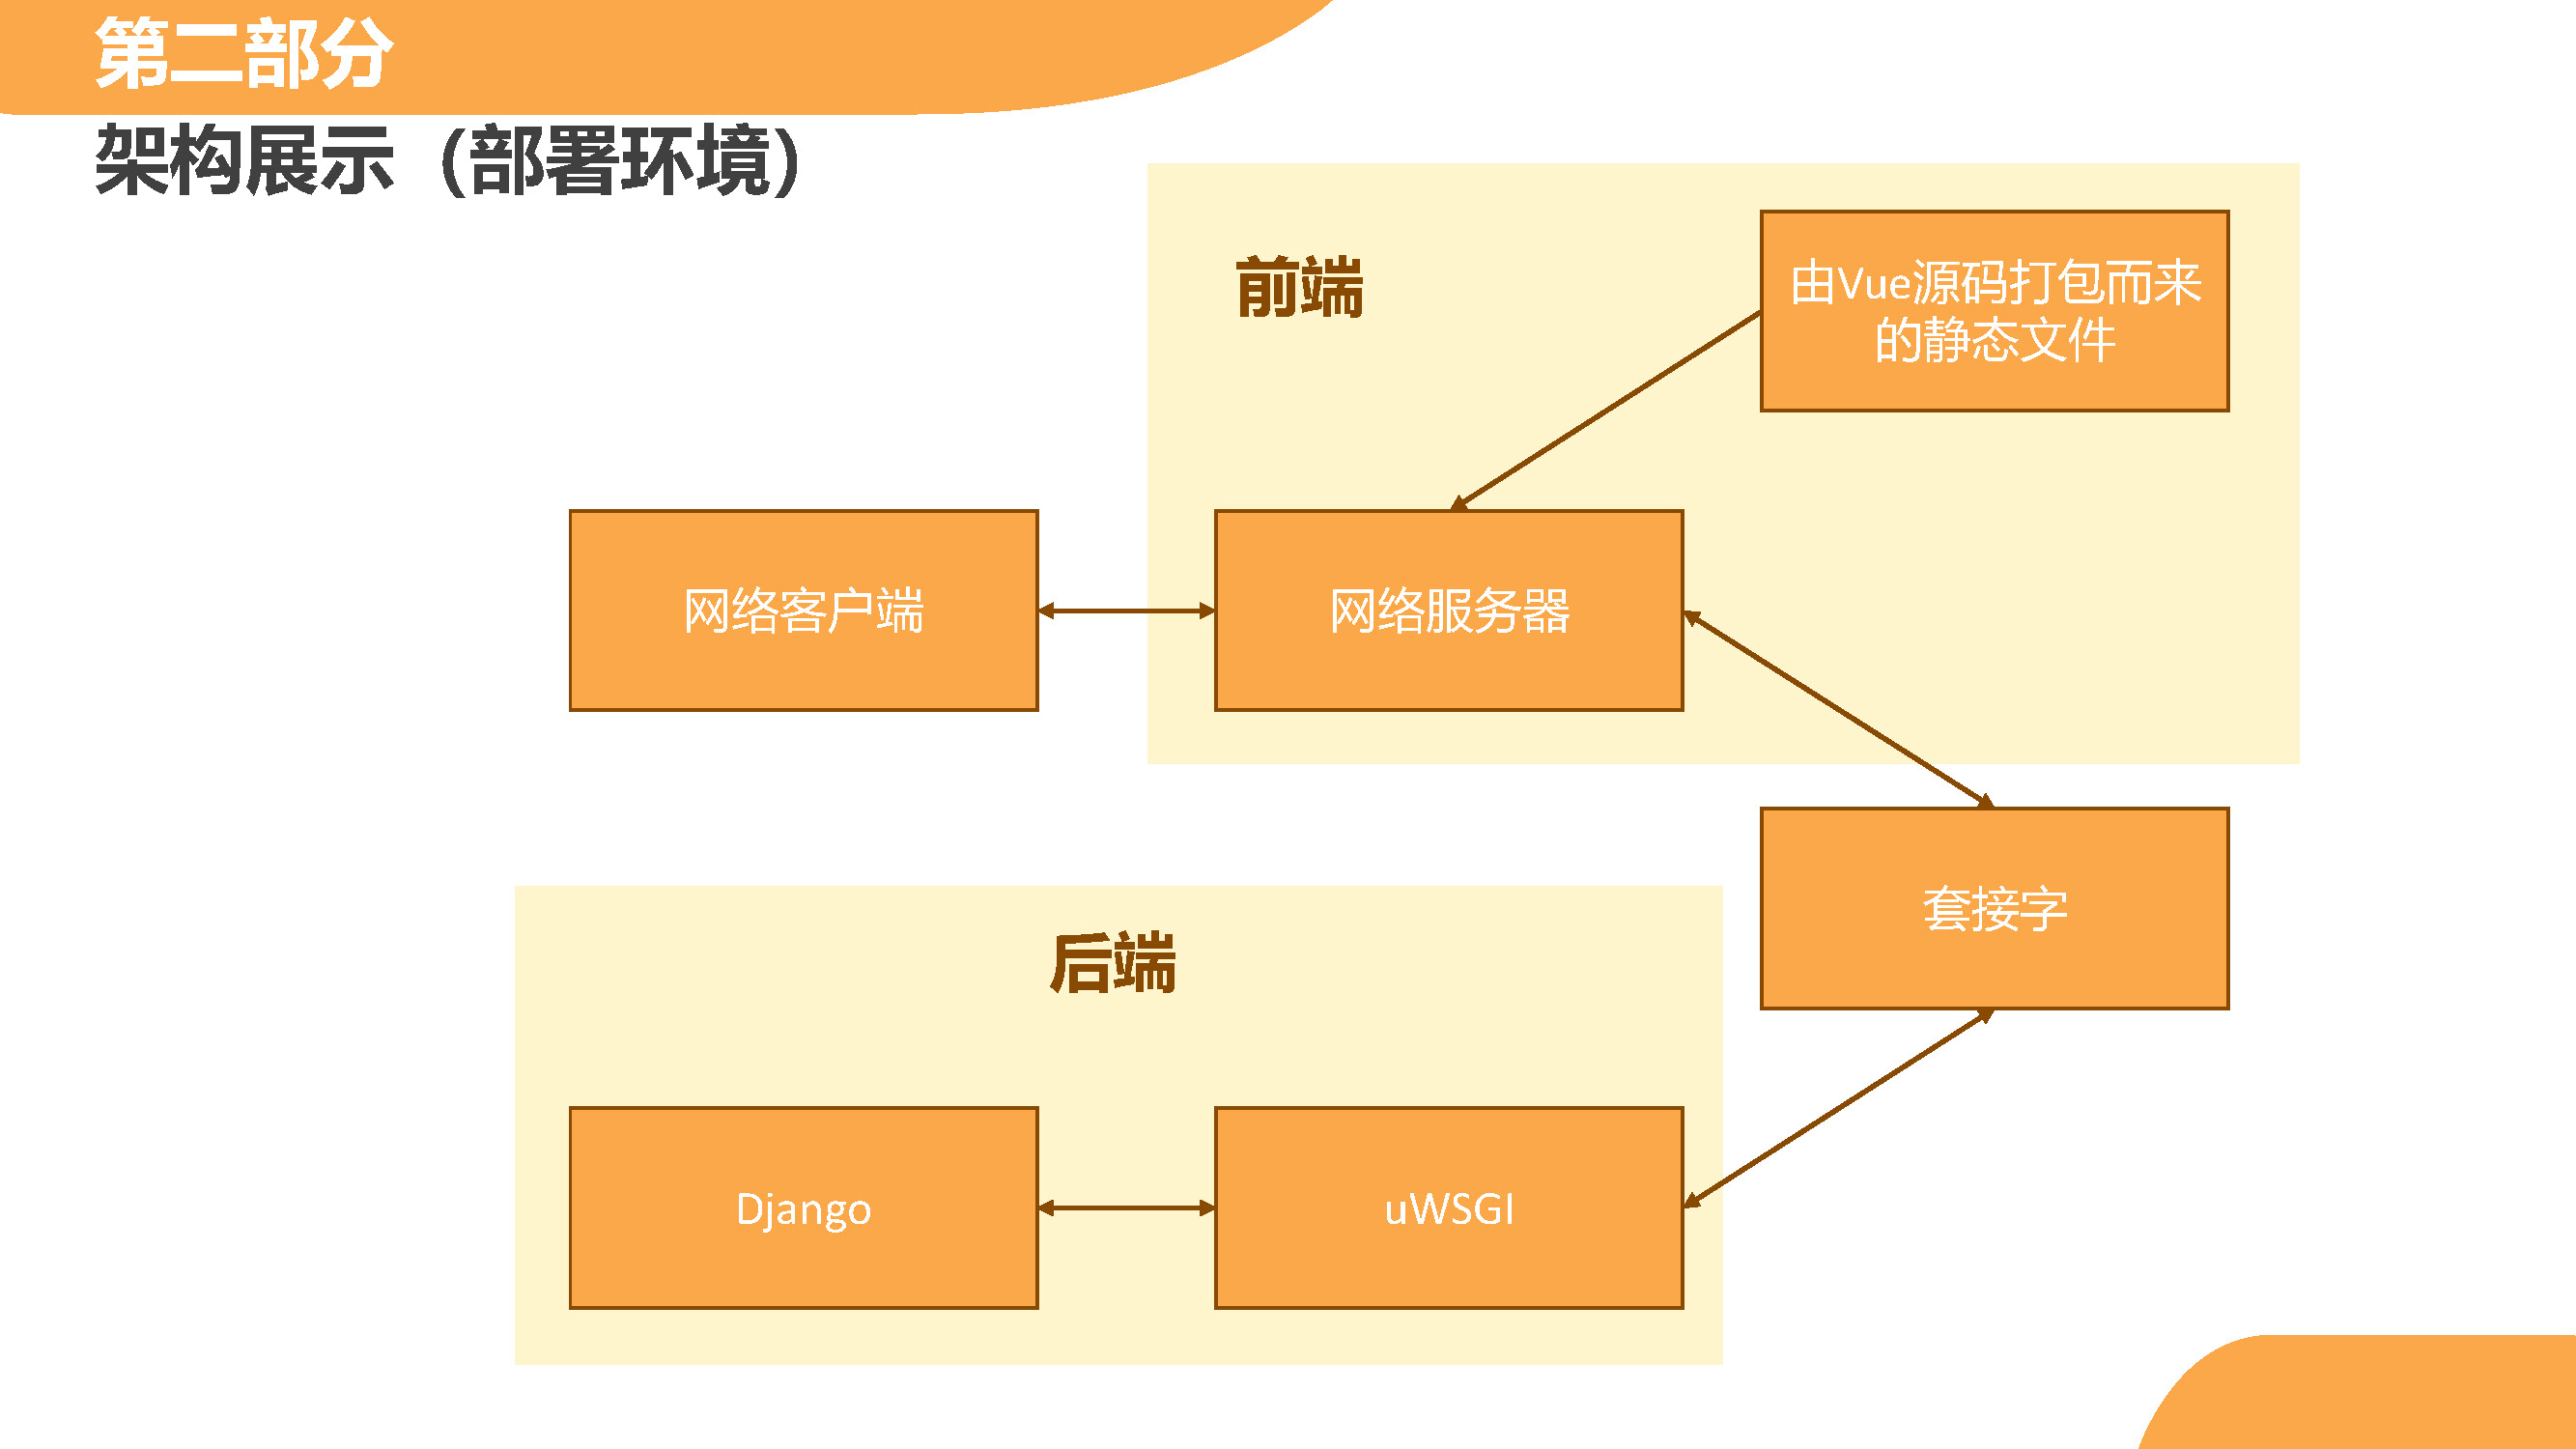 第二部分
架构展示（部署环境）
前端
由Vue源码打包而来
的静态文件
网络客户端
网络服务器
套接字
后端
Django
uWSGI